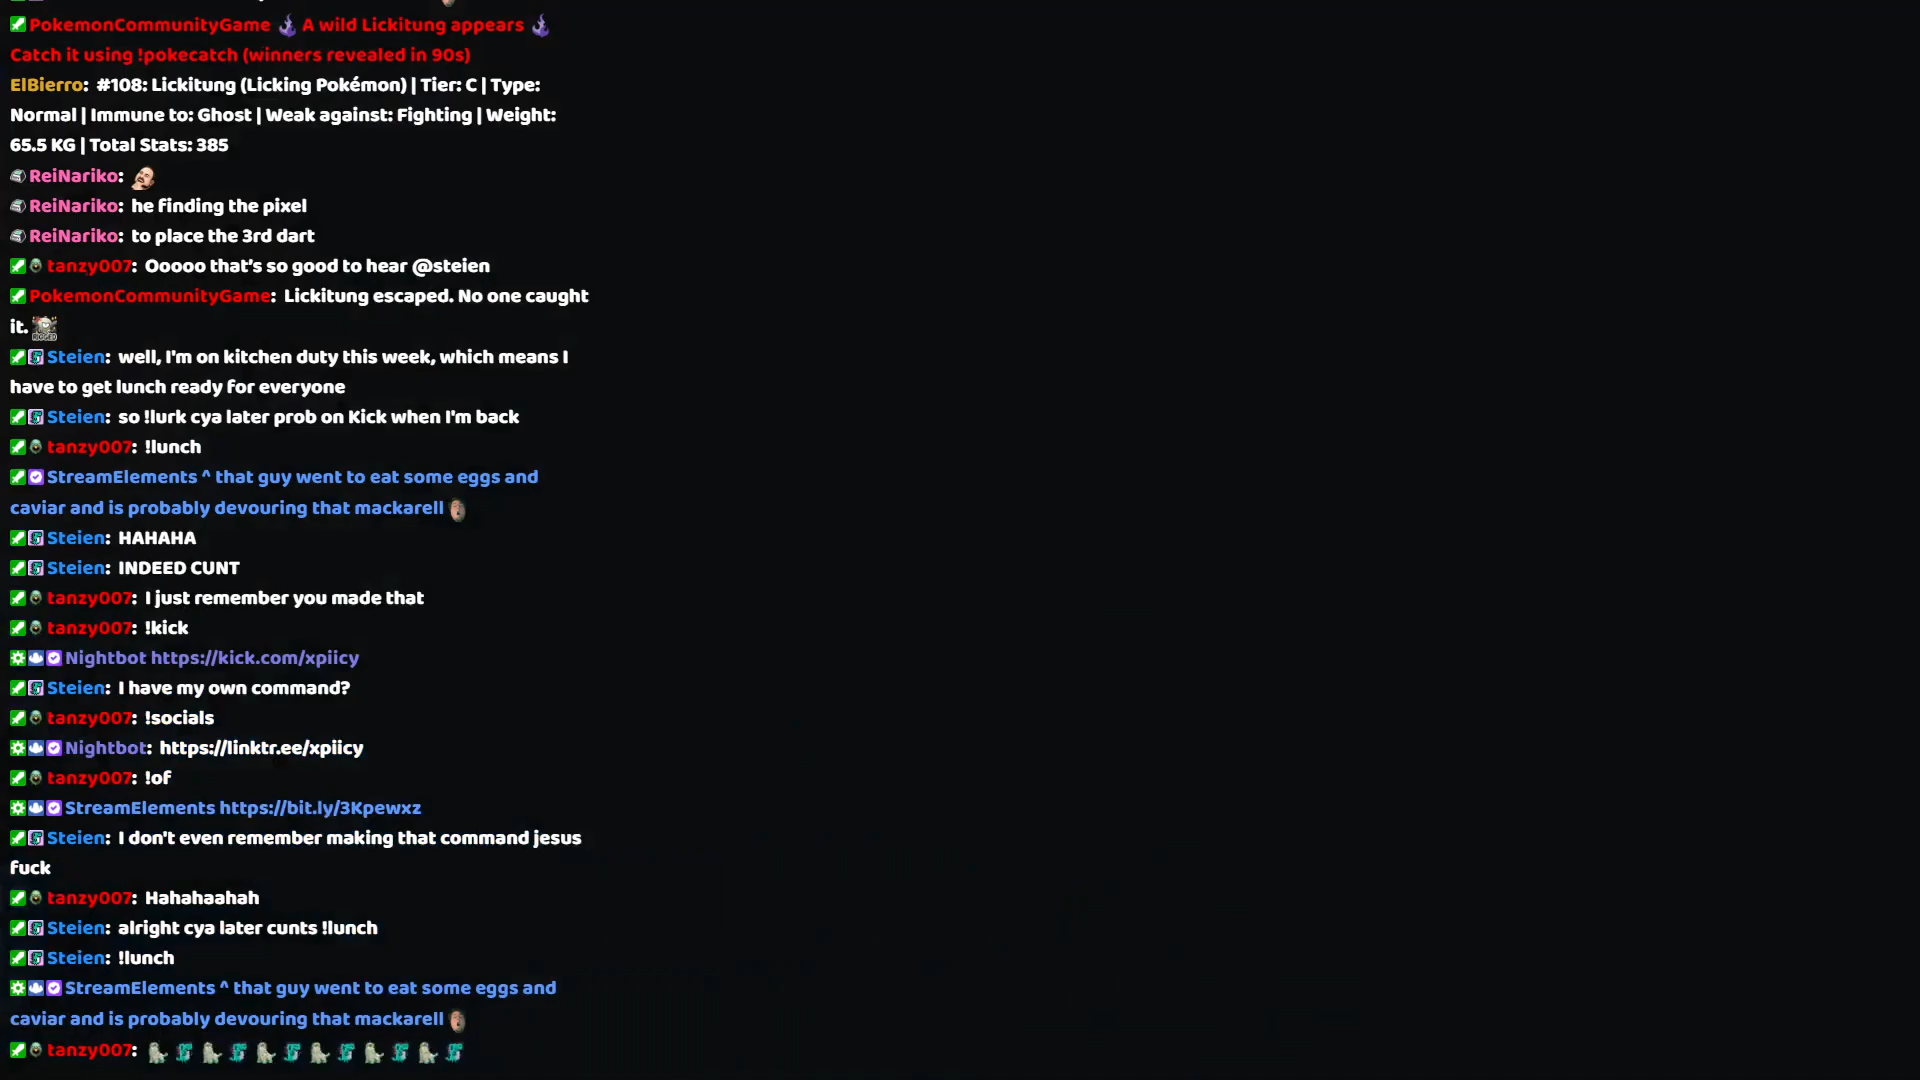 PokemonCommunityGame A wild Lickitung appears
Catch it using !pokecatch (winners revealed in 90s)
ElBierro: #108: Lickitung (Licking Pokémon) | Tier: C | Type:
Normal | Immune to: Ghost | Weak against: Fighting | Weight:
65.5 KG | Total Stats: 385
ReiNariko:
ReiNariko: he finding the pixel
ReiNariko: to place the 3rd dart
tanzy007: Ooooo that's so good to hear @steien
PokemonCommunityGame: Lickitung escaped. No one caught
it.
Steien: well, I'm on kitchen duty this week, which means I
have to get lunch ready for everyone
Steien: so !lurk cya later prob on Kick when I'm back
tanzy007: !lunch
StreamElements ^ that guy went to eat some eggs and
caviar and is probably devouring that mackarell
Steien: HAHAHA
Steien: INDEED CUNT
tanzy007: I just remember you made that
tanzy007: !kick
Nightbot https://kick.com/xpiicy
Steien: I have my own command?
tanzy007: !socials
Nightbot: https://linktr.ee/xpiicy
tanzy007: !of
StreamElements https://bit.ly/3Kpewxz
Steien: I don't even remember making that command jesus
fuck
tanzy007: Hahahaahah
Steien: alright cya later cunts !lunch
Steien: !lunch
StreamElements ^ that guy went to eat some eggs and
caviar and is probably devouring that mackarell
tanzy007: